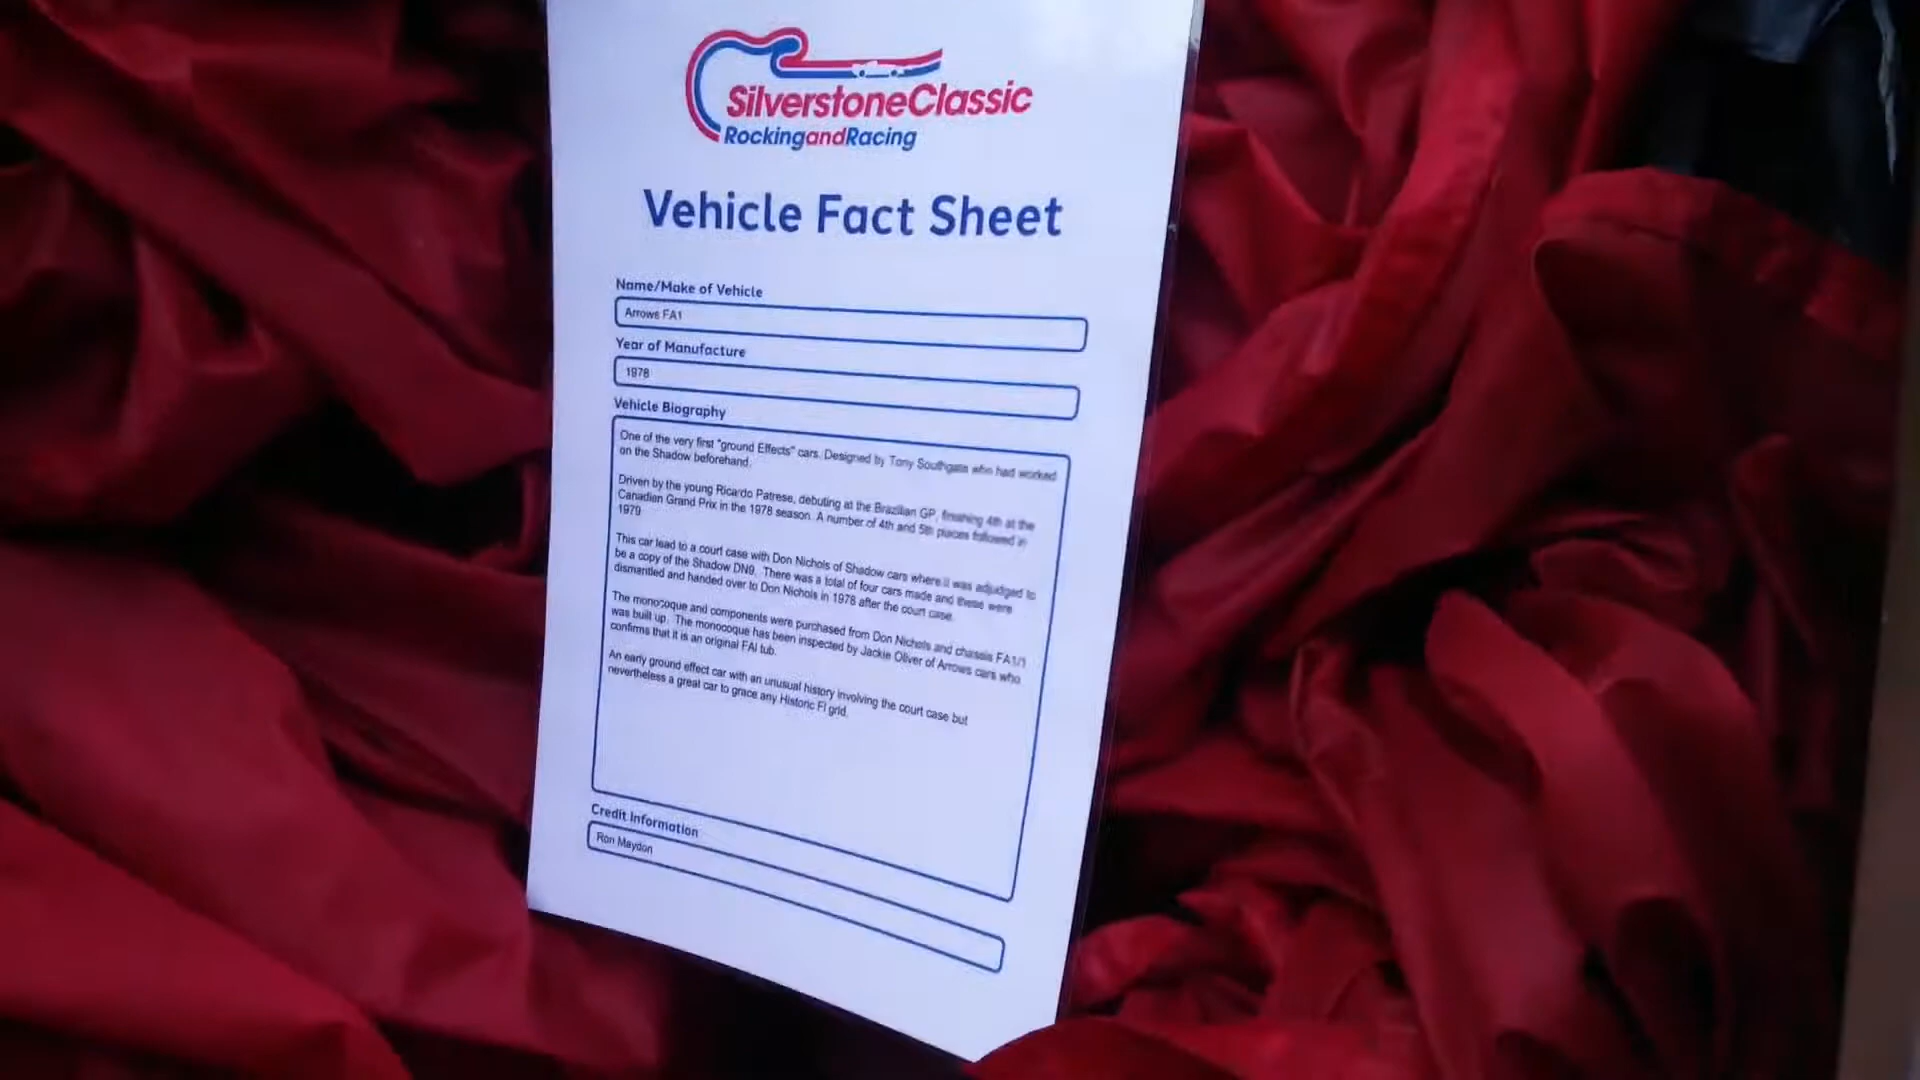 SilverstoneClassic
RockingandRacing
Vehicle Fact Sheet
Name/Make of Vehicle
Arrows FA1
Year of Manufacture
1978
Vehicle Biography
One of the very first "ground Effects" cars. Designed by Tony Southgate who had worked
on the Shadow beforehand.
Driven by the young Ricardo Patrese, debuting at the Brazilian GP, finishing 4th at the
Canadian Grand Prix in the 1978 season. A number of 4th and 5th places followed in
1979
This car lead to a court case with Don Nichols of Shadow cars where it was adjudged to
be a copy of the Shadow DN9. There was a total of four cars made and these were
dismantled and handed over to Don Nichols in 1978 after the court case.
The monocoque and components were purchased from Don Nichols and chassis FA1/1
was built up. The monocoque has been inspected by Jackie Oliver of Arrows cars who
confirms that it is an original FAI tub.
An early ground effect car with an unusual history involving the court case but
nevertheless a great car to grace any Historic FI grid.
Credit Information
Ron Maydon